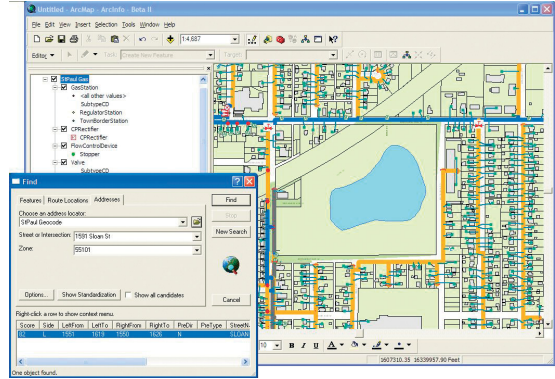 Untitled - ArcMap - ArcInfo - Beta II
File Edit View Insert Selection Tools Window Help
1:4,687
Editor Task: Create New Feature Target:
StPaul Gas
GasStation
<all other values>
SubtypeCD
RegulatorStation
TownBorderStation
CPRectifier
CPRectifier
FlowControlDevice
Stopper
Valve
SubtypeCD
Find
Features Route Locations Addresses
Find
Choose an address locator:
StPaul Geocode
New Search
Street or Intersection: 1591 Sloan St
Zone: 55101
Options... Show Standardization Show all candidates
Cancel
Right-click a row to show context menu.
Score Side LeftFrom LeftTo RightFrom RightTo PreDir PreType StreetN
82 L 1551 1619 1550 1626 N SLOAN
One object found.
10 B I U A
1607310.35 16339957.90 Feet